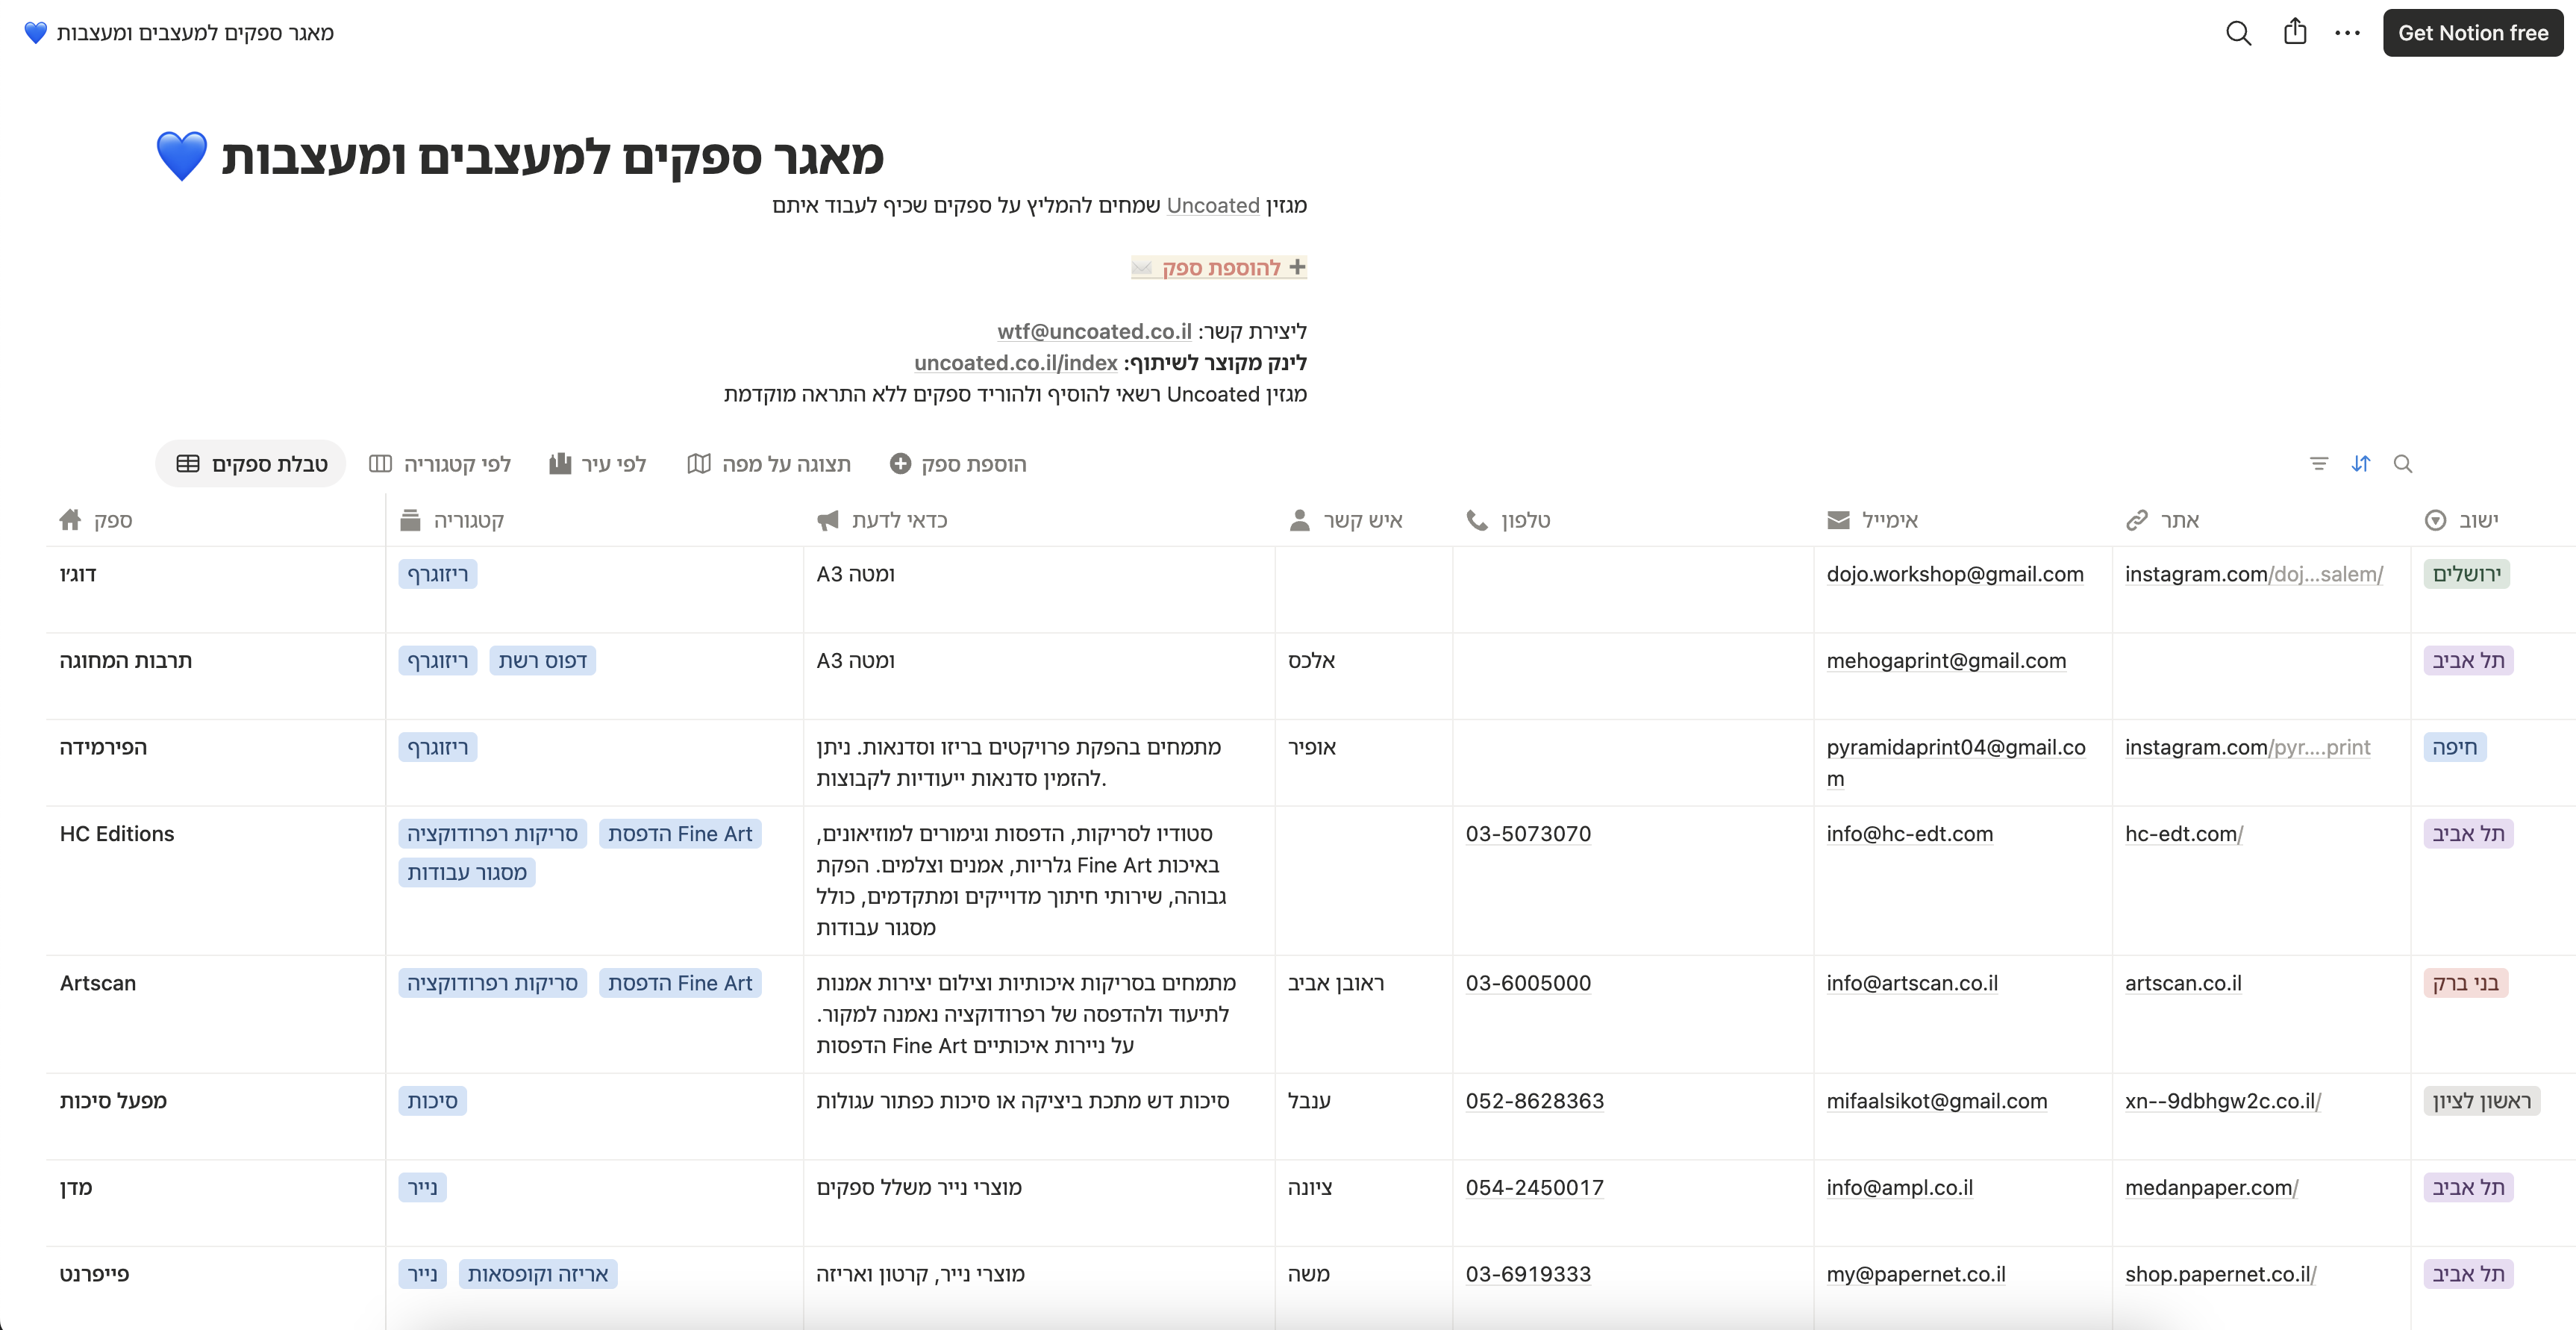 💙 מאגר ספקים למעצבים ומעצבות
Get Notion free
מאגר ספקים למעצבים ומעצבות 💙
מגזין Uncoated שמחים להמליץ על ספקים שכיף לעבוד איתם
➕ להוספת ספק ✉️
ליצירת קשר: wtf@uncoated.co.il
לינק מקוצר לשיתוף: uncoated.co.il/index
מגזין Uncoated רשאי להוסיף ולהוריד ספקים ללא התראה מוקדמת
טבלת ספקים
לפי קטגוריה
לפי עיר
תצוגה על מפה
הוספת ספק
ספק
קטגוריה
כדאי לדעת
איש קשר
טלפון
אימייל
אתר
ישוב
דוג׳ו
ריזוגרף
A3 ומטה
dojo.workshop@gmail.com
instagram.com/doj...salem/
ירושלים
תרבות המחוגה
ריזוגרף
דפוס רשת
A3 ומטה
אלכס
mehogaprint@gmail.com
תל אביב
הפירמידה
ריזוגרף
מתמחים בהפקת פרויקטים בריזו וסדנאות. ניתן
להזמין סדנאות ייעודיות לקבוצות.
אופיר
pyramidaprint04@gmail.co
m
instagram.com/pyr....print
חיפה
HC Editions
סריקות רפרודוקציה
הדפסת Fine Art
מסגור עבודות
סטודיו לסריקות, הדפסות וגימורים למוזיאונים,
גלריות, אמנים וצלמים. הפקת Fine Art באיכות
גבוהה, שירותי חיתוך מדוייקים ומתקדמים, כולל
מסגור עבודות
03-5073070
info@hc-edt.com
hc-edt.com/
תל אביב
Artscan
סריקות רפרודוקציה
הדפסת Fine Art
מתמחים בסריקות איכותיות וצילום יצירות אמנות
לתיעוד ולהדפסה של רפרודוקציה נאמנה למקור.
הדפסות Fine Art על ניירות איכותיים
ראובן אביב
03-6005000
info@artscan.co.il
artscan.co.il
בני ברק
מפעל סיכות
סיכות
סיכות דש מתכת ביציקה או סיכות כפתור עגולות
ענבל
052-8628363
mifaalsikot@gmail.com
xn--9dbhgw2c.co.il/
ראשון לציון
מדן
נייר
מוצרי נייר משלל ספקים
ציונה
054-2450017
info@ampl.co.il
medanpaper.com/
תל אביב
פייפרנט
נייר
אריזה וקופסאות
מוצרי נייר, קרטון ואריזה
משה
03-6919333
my@papernet.co.il
shop.papernet.co.il/
תל אביב